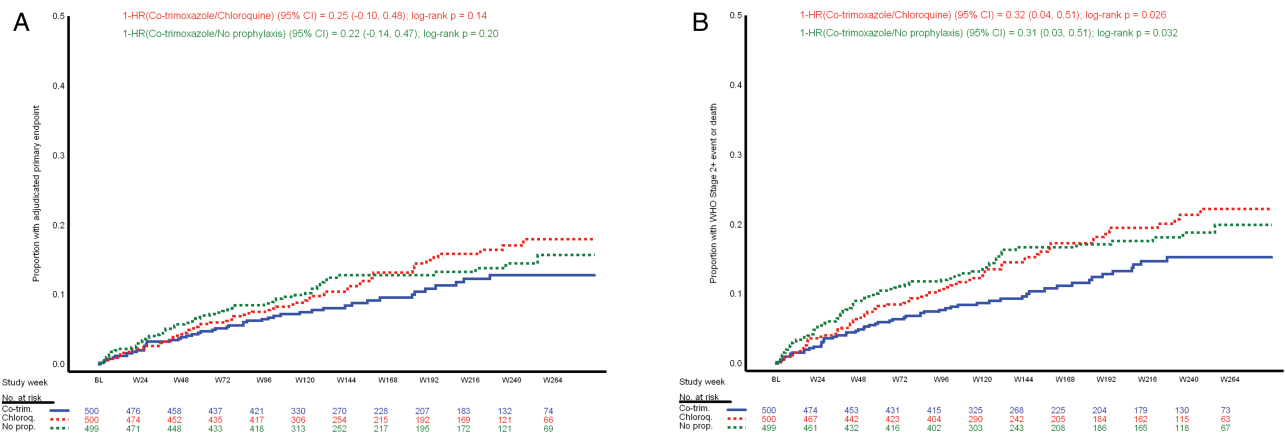 A
1-HR(Co-trimoxazole/Chloroquine) (95% CI) = 0.25 (-0.10, 0.48); log-rank p = 0.14
1-HR(Co-trimoxazole/No prophylaxis) (95% CI) = 0.22 (-0.14, 0.47); log-rank p = 0.20
Proportion with adjudicated primary endpoint
0.5
0.4
0.3
0.2
0.1
0.0
Study week BL W24 W48 W72 W96 W120 W144 W168 W192 W216 W240 W264
No. at risk
Co-trim. 500 476 458 437 421 330 270 228 207 183 132 74
Chloroq. 500 474 452 435 417 306 254 215 192 169 121 66
No prop. 499 471 448 433 418 313 252 217 195 172 121 69
B
1-HR(Co-trimoxazole/Chloroquine) (95% CI) = 0.32 (0.04, 0.51); log-rank p = 0.026
1-HR(Co-trimoxazole/No prophylaxis) (95% CI) = 0.31 (0.03, 0.51); log-rank p = 0.032
Proportion with WHO Stage 2+ event or death
0.5
0.4
0.3
0.2
0.1
0.0
Study week BL W24 W48 W72 W96 W120 W144 W168 W192 W216 W240 W264
No. at risk
Co-trim. 500 474 453 431 415 325 268 225 204 179 130 73
Chloroq. 500 467 442 423 404 290 242 205 184 162 115 63
No prop. 499 461 432 416 402 303 243 208 186 165 118 67